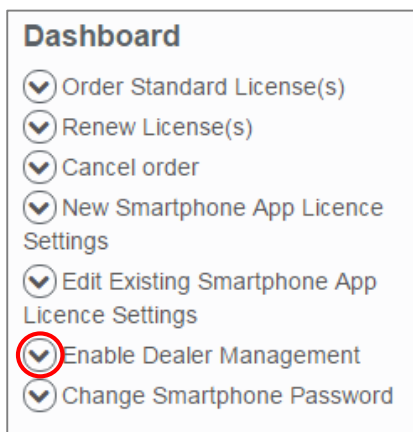 Dashboard
Order Standard License(s)
Renew License(s)
Cancel order
New Smartphone App Licence
Settings
Edit Existing Smartphone App
Licence Settings
Enable Dealer Management
Change Smartphone Password